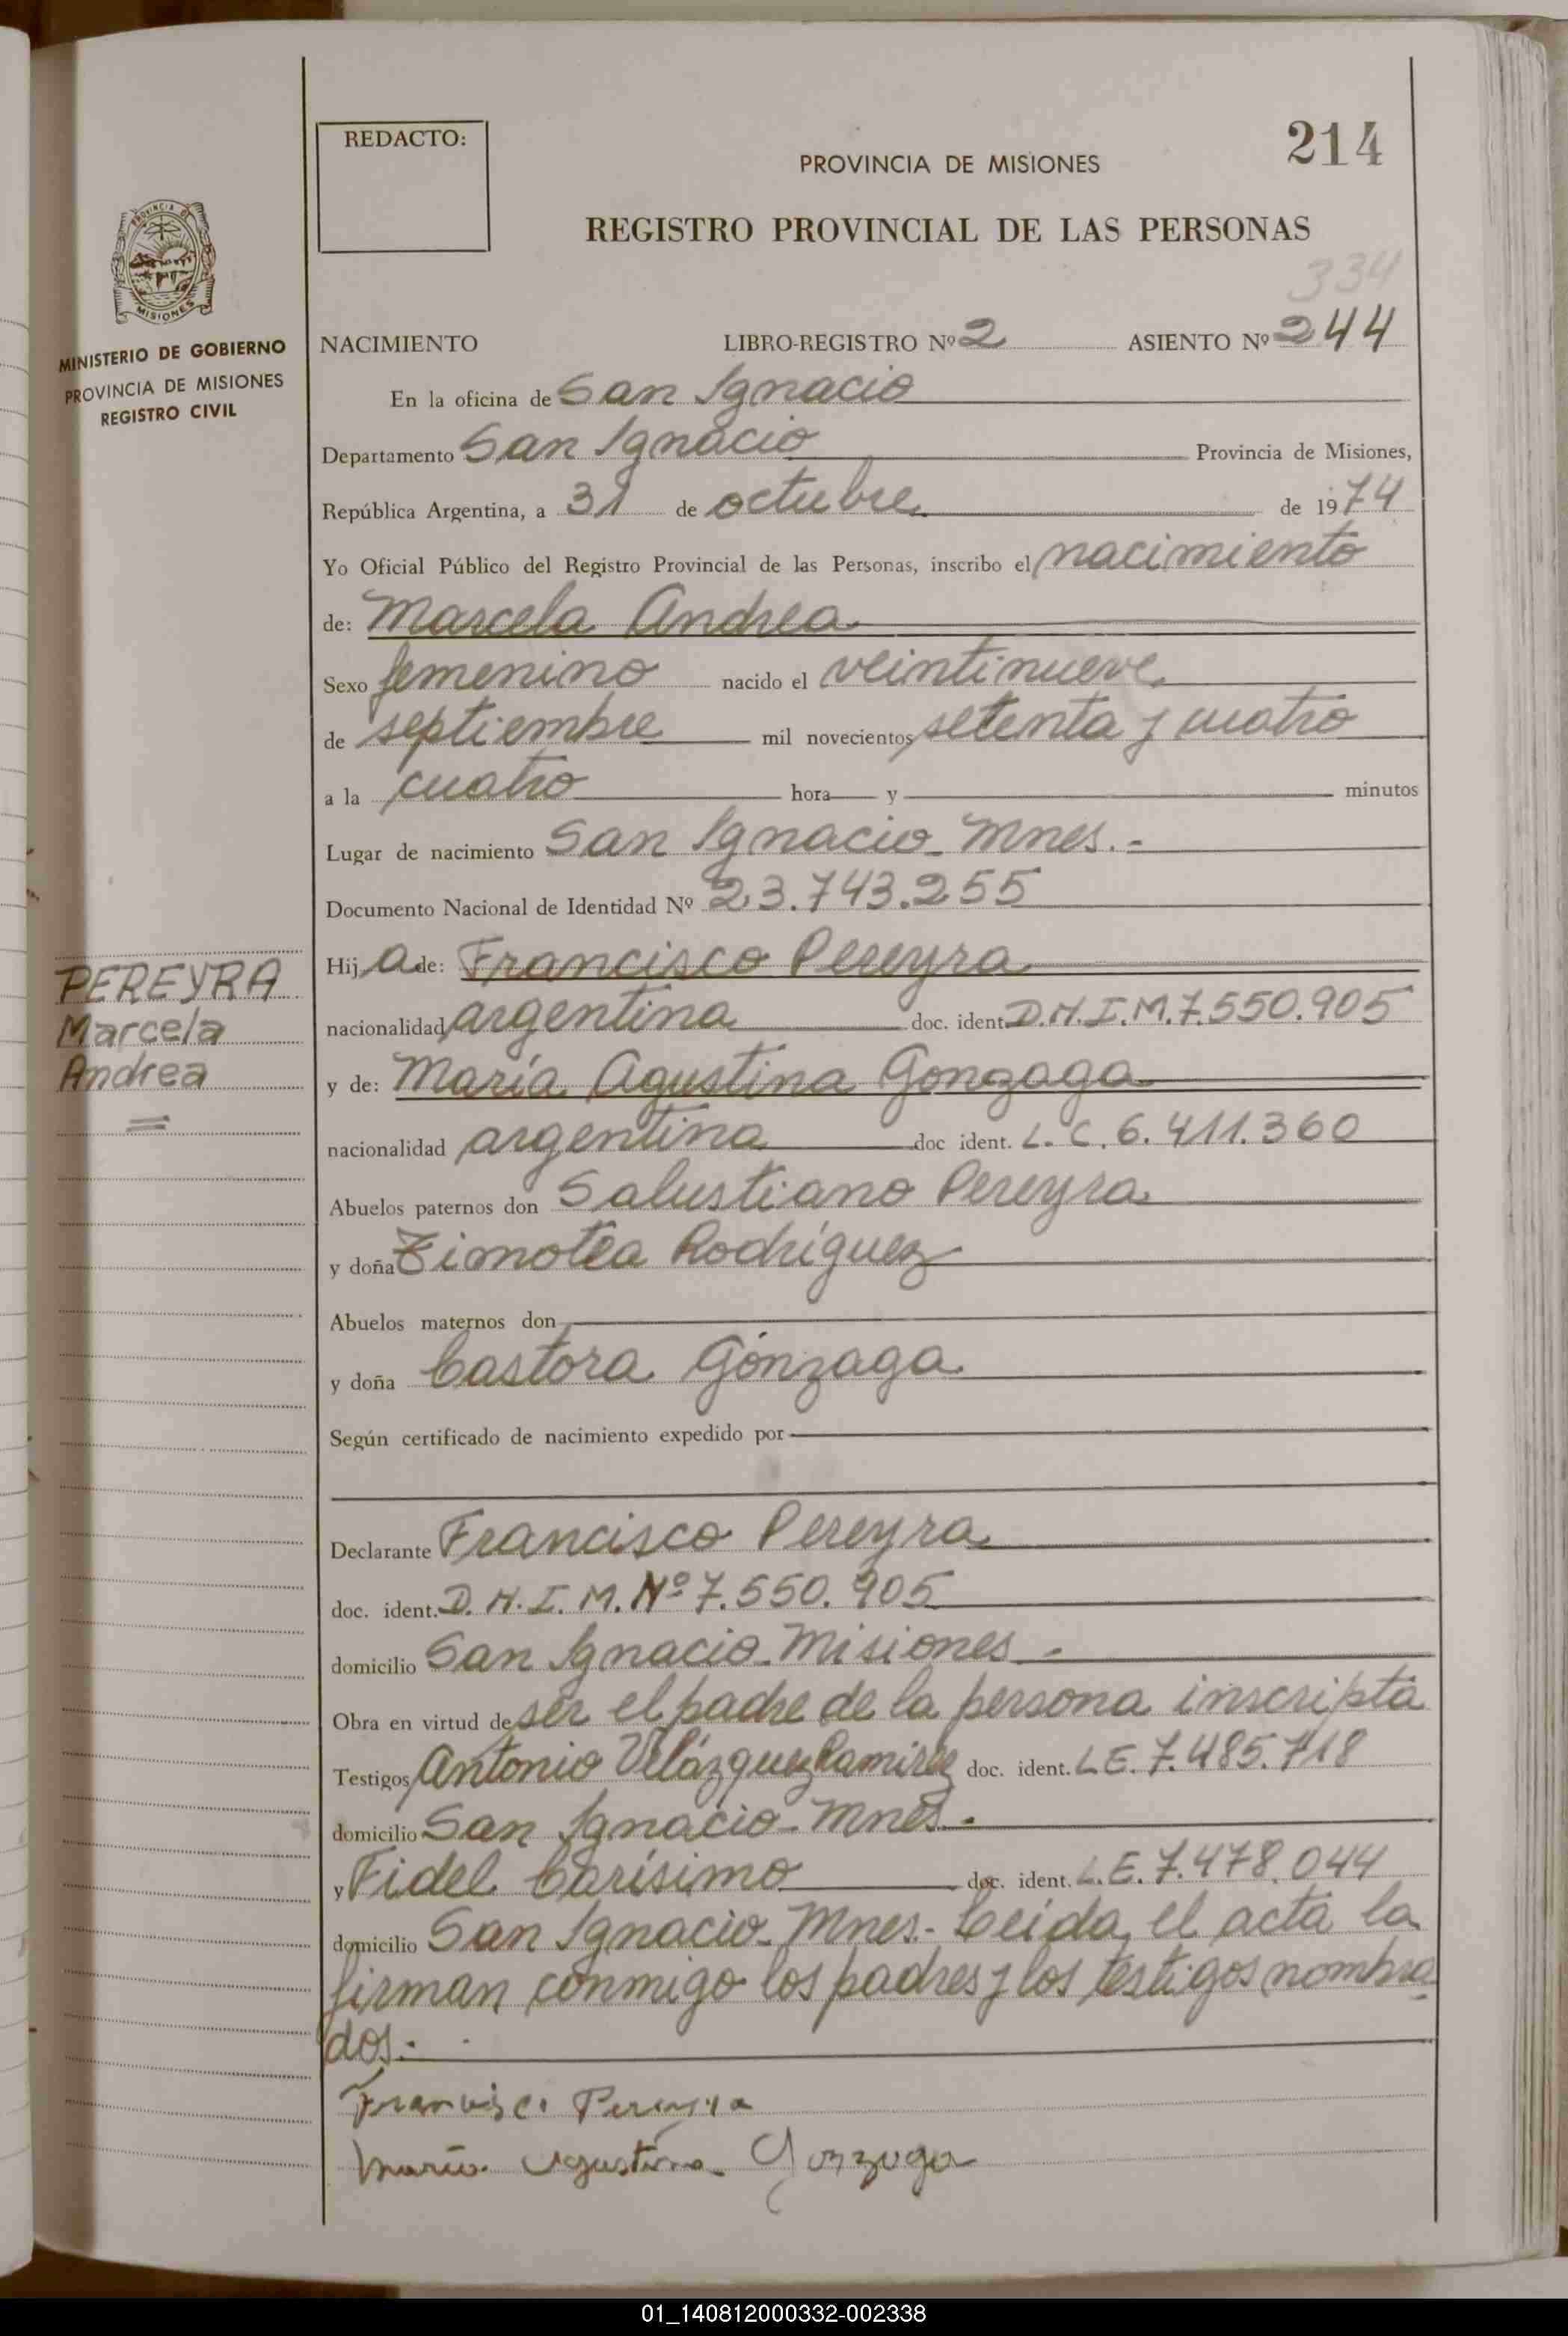 REDACTO:
214
PROVINCIA DE MISIONES
REGISTRO PROVINCIAL DE LAS PERSONAS
PROVINCIA DE
MISIONES
MINISTERIO DE GOBIERNO
PROVINCIA DE MISIONES
REGISTRO CIVIL
334
NACIMIENTO LIBRO-REGISTRO Nº 2 ASIENTO Nº 244
En la oficina de San Ignacio
Departamento San Ignacio Provincia de Misiones,
República Argentina, a 31 de octubre de 1974
Yo Oficial Público del Registro Provincial de las Personas, inscribo el nacimiento
de: Marcela Andrea
Sexo femenino nacido el veintinueve
de septiembre mil novecientos setenta y cuatro
a la cuatro hora y minutos
Lugar de nacimiento San Ignacio - Mnes.-
Documento Nacional de Identidad Nº 23.743.255
PEREYRA
Marcela
Andrea
Hij a de: Francisco Pereyra
nacionalidad argentina doc. ident. D.N.I.M.7.550.905
y de: María Agustina Gonzaga
nacionalidad argentina doc ident. L.C. 6.411.360
Abuelos paternos don Salustiano Pereyra
y doña Timotea Rodríguez
Abuelos maternos don
y doña Castora Gónzaga
Según certificado de nacimiento expedido por
Declarante Francisco Pereyra
doc. ident. D.N.I.M. Nº 7.550.905
domicilio San Ignacio - Misiones -
Obra en virtud de ser el padre de la persona inscripta
Testigos Antonio Velázquez Ramirez doc. ident. L.E. 7.485.718
domicilio San Ignacio - Mnes -
y Fidel Carísimo doc. ident. L.E. 7.478.044
domicilio San Ignacio - Mnes - Leída, el acta la
firman conmigo los padres y los testigos nombra-
dos.-
Francisco Pereyra
María Agustina Gonzaga
01_140812000332-002338